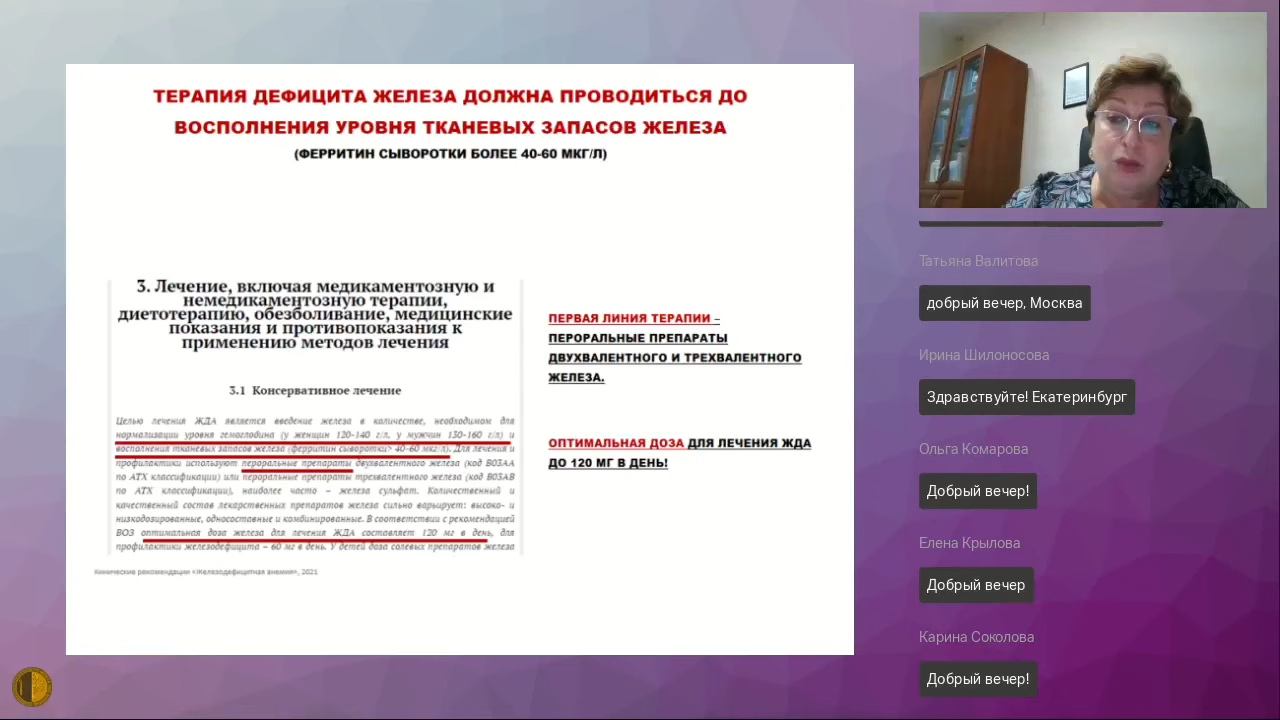 ТЕРАПИЯ ДЕФИЦИТА ЖЕЛЕЗА ДОЛЖНА ПРОВОДИТЬСЯ ДО
ВОСПОЛНЕНИЯ УРОВНЯ ТКАНЕВЫХ ЗАПАСОВ ЖЕЛЕЗА
(ФЕРРИТИН СЫВОРОТКИ БОЛЕЕ 40-60 МКГ/Л)
3. Лечение, включая медикаментозную и
немедикаментозную терапии,
диетотерапию, обезболивание, медицинские
показания и противопоказания к
применению методов лечения
3.1 Консервативное лечение
Целью лечения ЖДА является введение железа в количестве, необходимом для
нормализации уровня гемоглобина (у женщин 120-140 г/л, у мужчин 130-160 г/л) и
восполнения тканевых запасов железа (ферритин сыворотки> 40-60 мкг/л). Для лечения и
профилактики используют пероральные препараты двухвалентного железа (код B03AA
по АТХ классификации) или пероральные препараты трехвалентного железа (код B03AB
по АТХ классификации), наиболее часто – железа сульфат. Количественный и
качественный состав лекарственных препаратов железа сильно варьирует: высоко- и
низкодозированные, односоставные и комбинированные. В соответствии с рекомендацией
ВОЗ оптимальная доза железа для лечения ЖДА составляет 120 мг в день, для
профилактики железодефицита – 60 мг в день. У детей доза солевых препаратов железа
Клинические рекомендации «Железодефицитная анемия», 2021
ПЕРВАЯ ЛИНИЯ ТЕРАПИИ –
ПЕРОРАЛЬНЫЕ ПРЕПАРАТЫ
ДВУХВАЛЕНТНОГО И ТРЕХВАЛЕНТНОГО
ЖЕЛЕЗА.
ОПТИМАЛЬНАЯ ДОЗА ДЛЯ ЛЕЧЕНИЯ ЖДА
ДО 120 МГ В ДЕНЬ!
Татьяна Валитова
добрый вечер, Москва
Ирина Шилоносова
Здравствуйте! Екатеринбург
Ольга Комарова
Добрый вечер!
Елена Крылова
Добрый вечер
Карина Соколова
Добрый вечер!